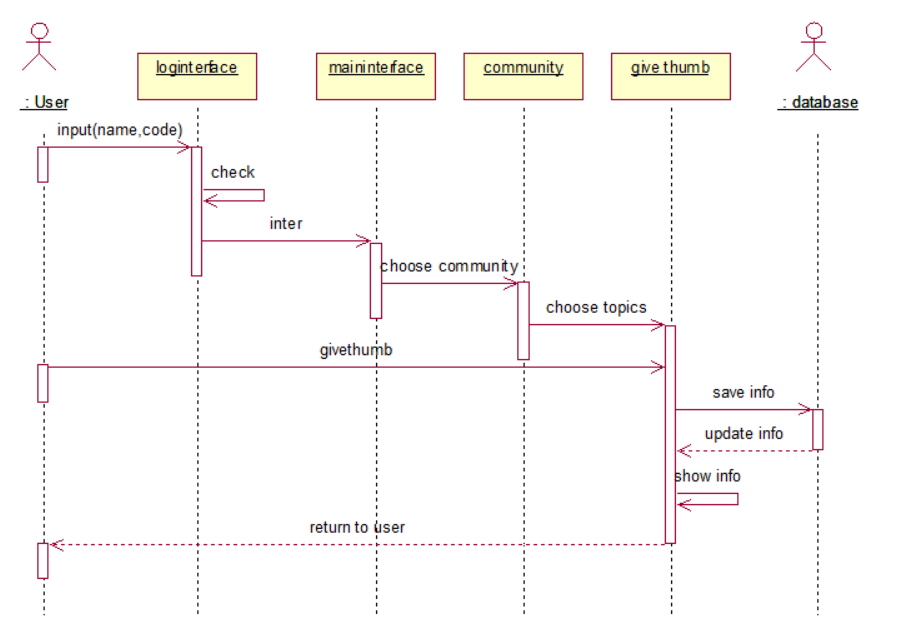 loginterface
maininterface
community
give thumb
: User
: database
input(name,code)
check
inter
choose community
choose topics
givethumb
save info
update info
show info
return to user